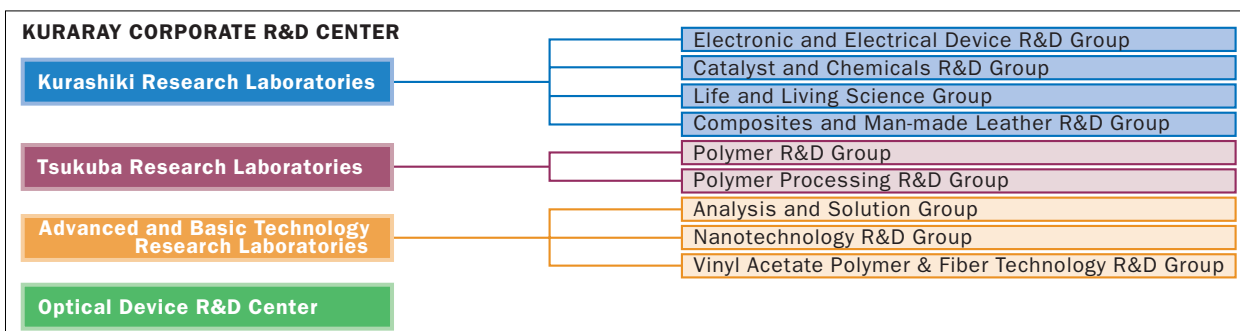 KURARAY CORPORATE R&D CENTER
Kurashiki Research Laboratories
Electronic and Electrical Device R&D Group
Catalyst and Chemicals R&D Group
Life and Living Science Group
Composites and Man-made Leather R&D Group
Tsukuba Research Laboratories
Polymer R&D Group
Polymer Processing R&D Group
Advanced and Basic Technology
Research Laboratories
Analysis and Solution Group
Nanotechnology R&D Group
Vinyl Acetate Polymer & Fiber Technology R&D Group
Optical Device R&D Center